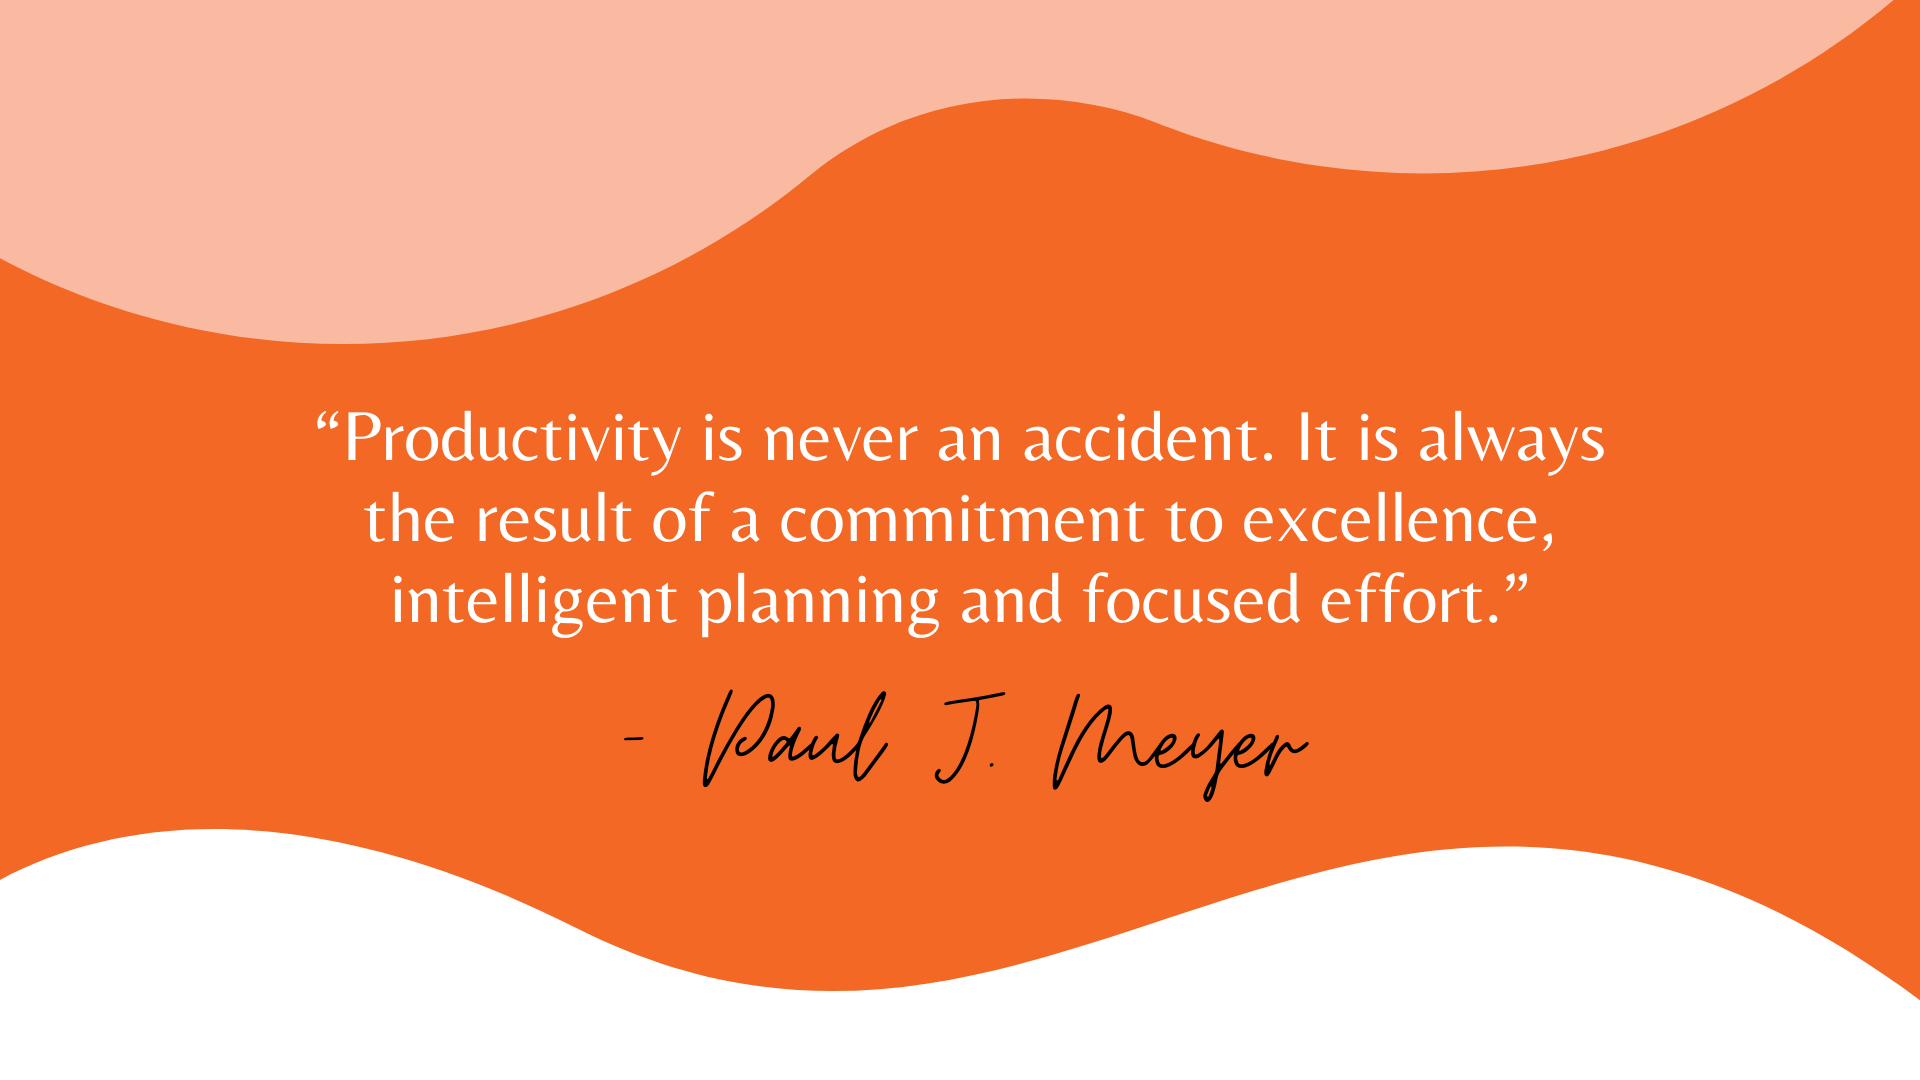 “Productivity is never an accident. It is always
the result of a commitment to excellence,
intelligent planning and focused effort.”
- Paul J. Meyer